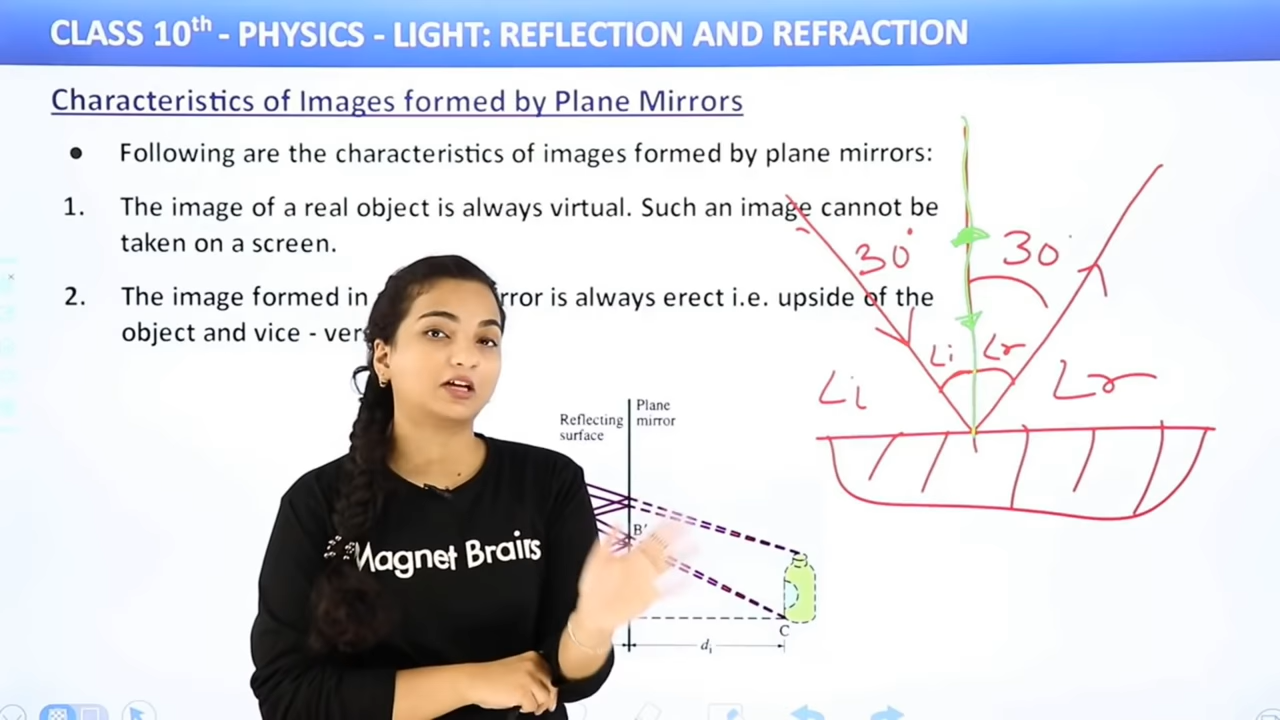 CLASS 10th - PHYSICS - LIGHT: REFLECTION AND REFRACTION
Characteristics of Images formed by Plane Mirrors
• Following are the characteristics of images formed by plane mirrors:
1. The image of a real object is always virtual. Such an image cannot be
taken on a screen.
2. The image formed in rror is always erect i.e. upside of the
object and vice - ver
30°
30°
∠i
∠r
∠i
∠r
Reflecting
surface
Plane
mirror
B'
C
di
Magnet Brains